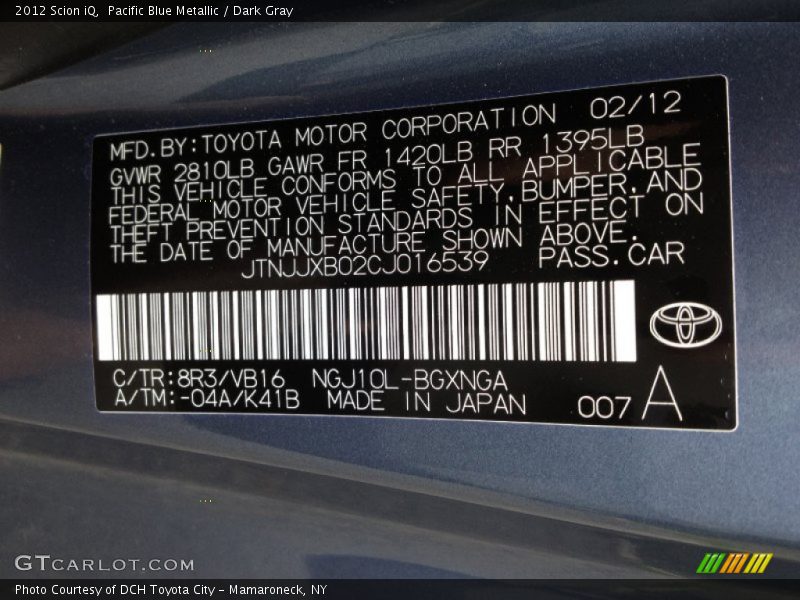 2012 Scion iQ, Pacific Blue Metallic / Dark Gray
MFD.BY:TOYOTA MOTOR CORPORATION 02/12
GVWR 2810LB GAWR FR 1420LB RR 1395LB
THIS VEHICLE CONFORMS TO ALL APPLICABLE
FEDERAL MOTOR VEHICLE SAFETY,BUMPER,AND
THEFT PREVENTION STANDARDS IN EFFECT ON
THE DATE OF MANUFACTURE SHOWN ABOVE.
JTNJJXB02CJ016539 PASS.CAR
C/TR:8R3/VB16 NGJ10L-BGXNGA
A/TM:-04A/K41B MADE IN JAPAN 007 A
GTCARLOT.COM
Photo Courtesy of DCH Toyota City - Mamaroneck, NY